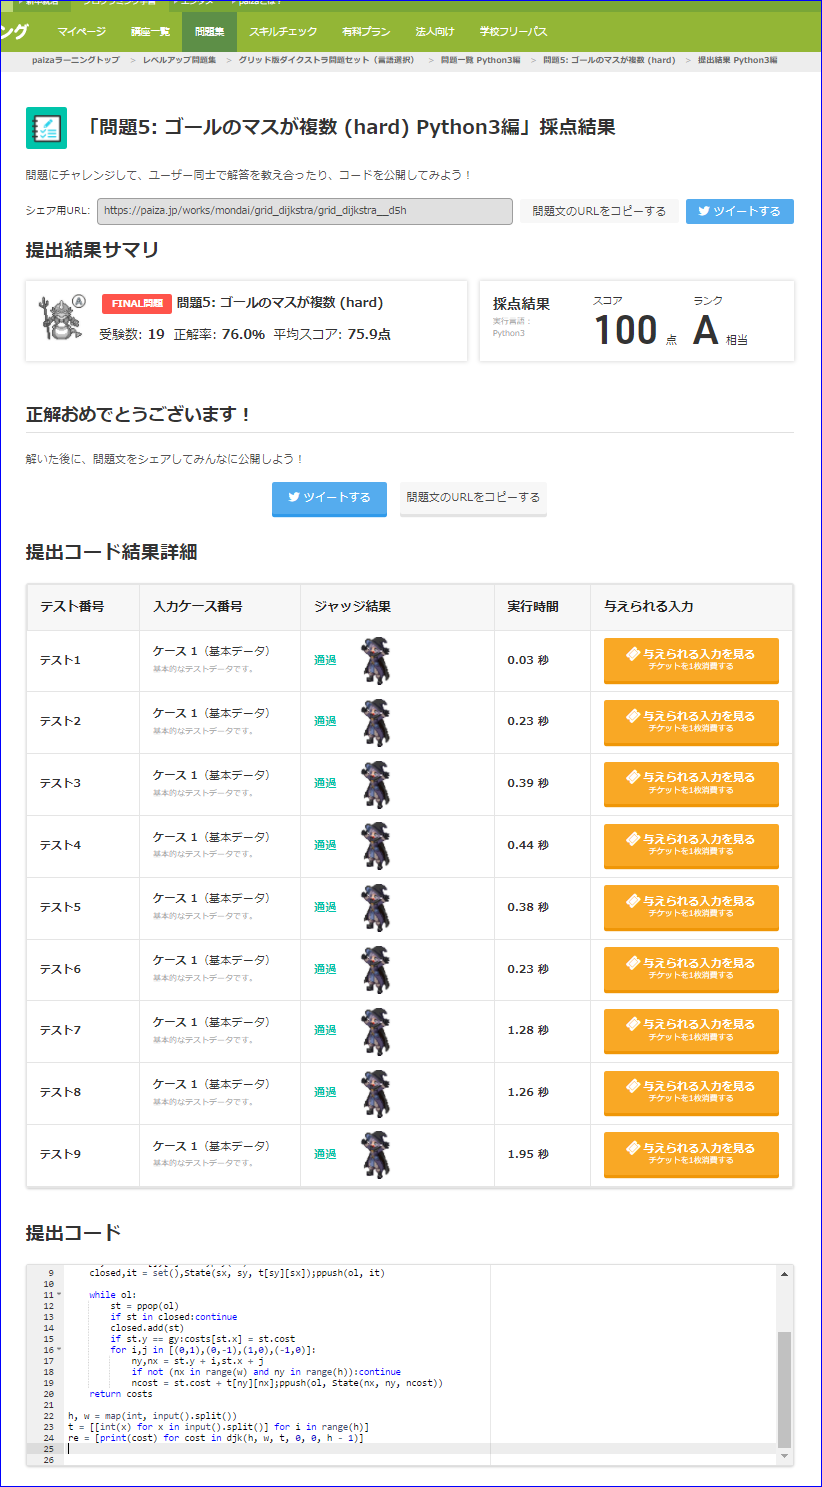 ング マイページ 講座一覧 問題集 スキルチェック 有料プラン 法人向け 学校フリーパス
paizaラーニングトップ > レベルアップ問題集 > グリッド版ダイクストラ問題セット（言語選択） > 問題一覧 Python3編 > 問題5: ゴールのマスが複数 (hard) > 提出結果 Python3編
「問題5: ゴールのマスが複数 (hard) Python3編」採点結果
問題にチャレンジして、ユーザー同士で解答を教え合ったり、コードを公開してみよう！
シェア用URL: https://paiza.jp/works/mondai/grid_dijkstra/grid_dijkstra__d5h 問題文のURLをコピーする ツイートする
提出結果サマリ
A FINAL問題 問題5: ゴールのマスが複数 (hard)
受験数: 19 正解率: 76.0% 平均スコア: 75.9点
採点結果 スコア ランク
実行言語：
Python3
100 点 A 相当
正解おめでとうございます！
解いた後に、問題文をシェアしてみんなに公開しよう！
ツイートする 問題文のURLをコピーする
提出コード結果詳細
テスト番号 入力ケース番号 ジャッジ結果 実行時間 与えられる入力
テスト1 ケース 1（基本データ） 通過 0.03 秒 与えられる入力を見る
基本的なテストデータです。 チケットを1枚消費する
テスト2 ケース 1（基本データ） 通過 0.23 秒 与えられる入力を見る
基本的なテストデータです。 チケットを1枚消費する
テスト3 ケース 1（基本データ） 通過 0.39 秒 与えられる入力を見る
基本的なテストデータです。 チケットを1枚消費する
テスト4 ケース 1（基本データ） 通過 0.44 秒 与えられる入力を見る
基本的なテストデータです。 チケットを1枚消費する
テスト5 ケース 1（基本データ） 通過 0.38 秒 与えられる入力を見る
基本的なテストデータです。 チケットを1枚消費する
テスト6 ケース 1（基本データ） 通過 0.23 秒 与えられる入力を見る
基本的なテストデータです。 チケットを1枚消費する
テスト7 ケース 1（基本データ） 通過 1.28 秒 与えられる入力を見る
基本的なテストデータです。 チケットを1枚消費する
テスト8 ケース 1（基本データ） 通過 1.26 秒 与えられる入力を見る
基本的なテストデータです。 チケットを1枚消費する
テスト9 ケース 1（基本データ） 通過 1.95 秒 与えられる入力を見る
基本的なテストデータです。 チケットを1枚消費する
提出コード
9 closed,it = set(),State(sx, sy, t[sy][sx]);ppush(ol, it)
10
11 while ol:
12 st = ppop(ol)
13 if st in closed:continue
14 closed.add(st)
15 if st.y == gy:costs[st.x] = st.cost
16 for i,j in [(0,1),(0,-1),(1,0),(-1,0)]:
17 ny,nx = st.y + i,st.x + j
18 if not (nx in range(w) and ny in range(h)):continue
19 ncost = st.cost + t[ny][nx];ppush(ol, State(nx, ny, ncost))
20 return costs
21
22 h, w = map(int, input().split())
23 t = [[int(x) for x in input().split()] for i in range(h)]
24 re = [print(cost) for cost in djk(h, w, t, 0, 0, h - 1)]
25
26